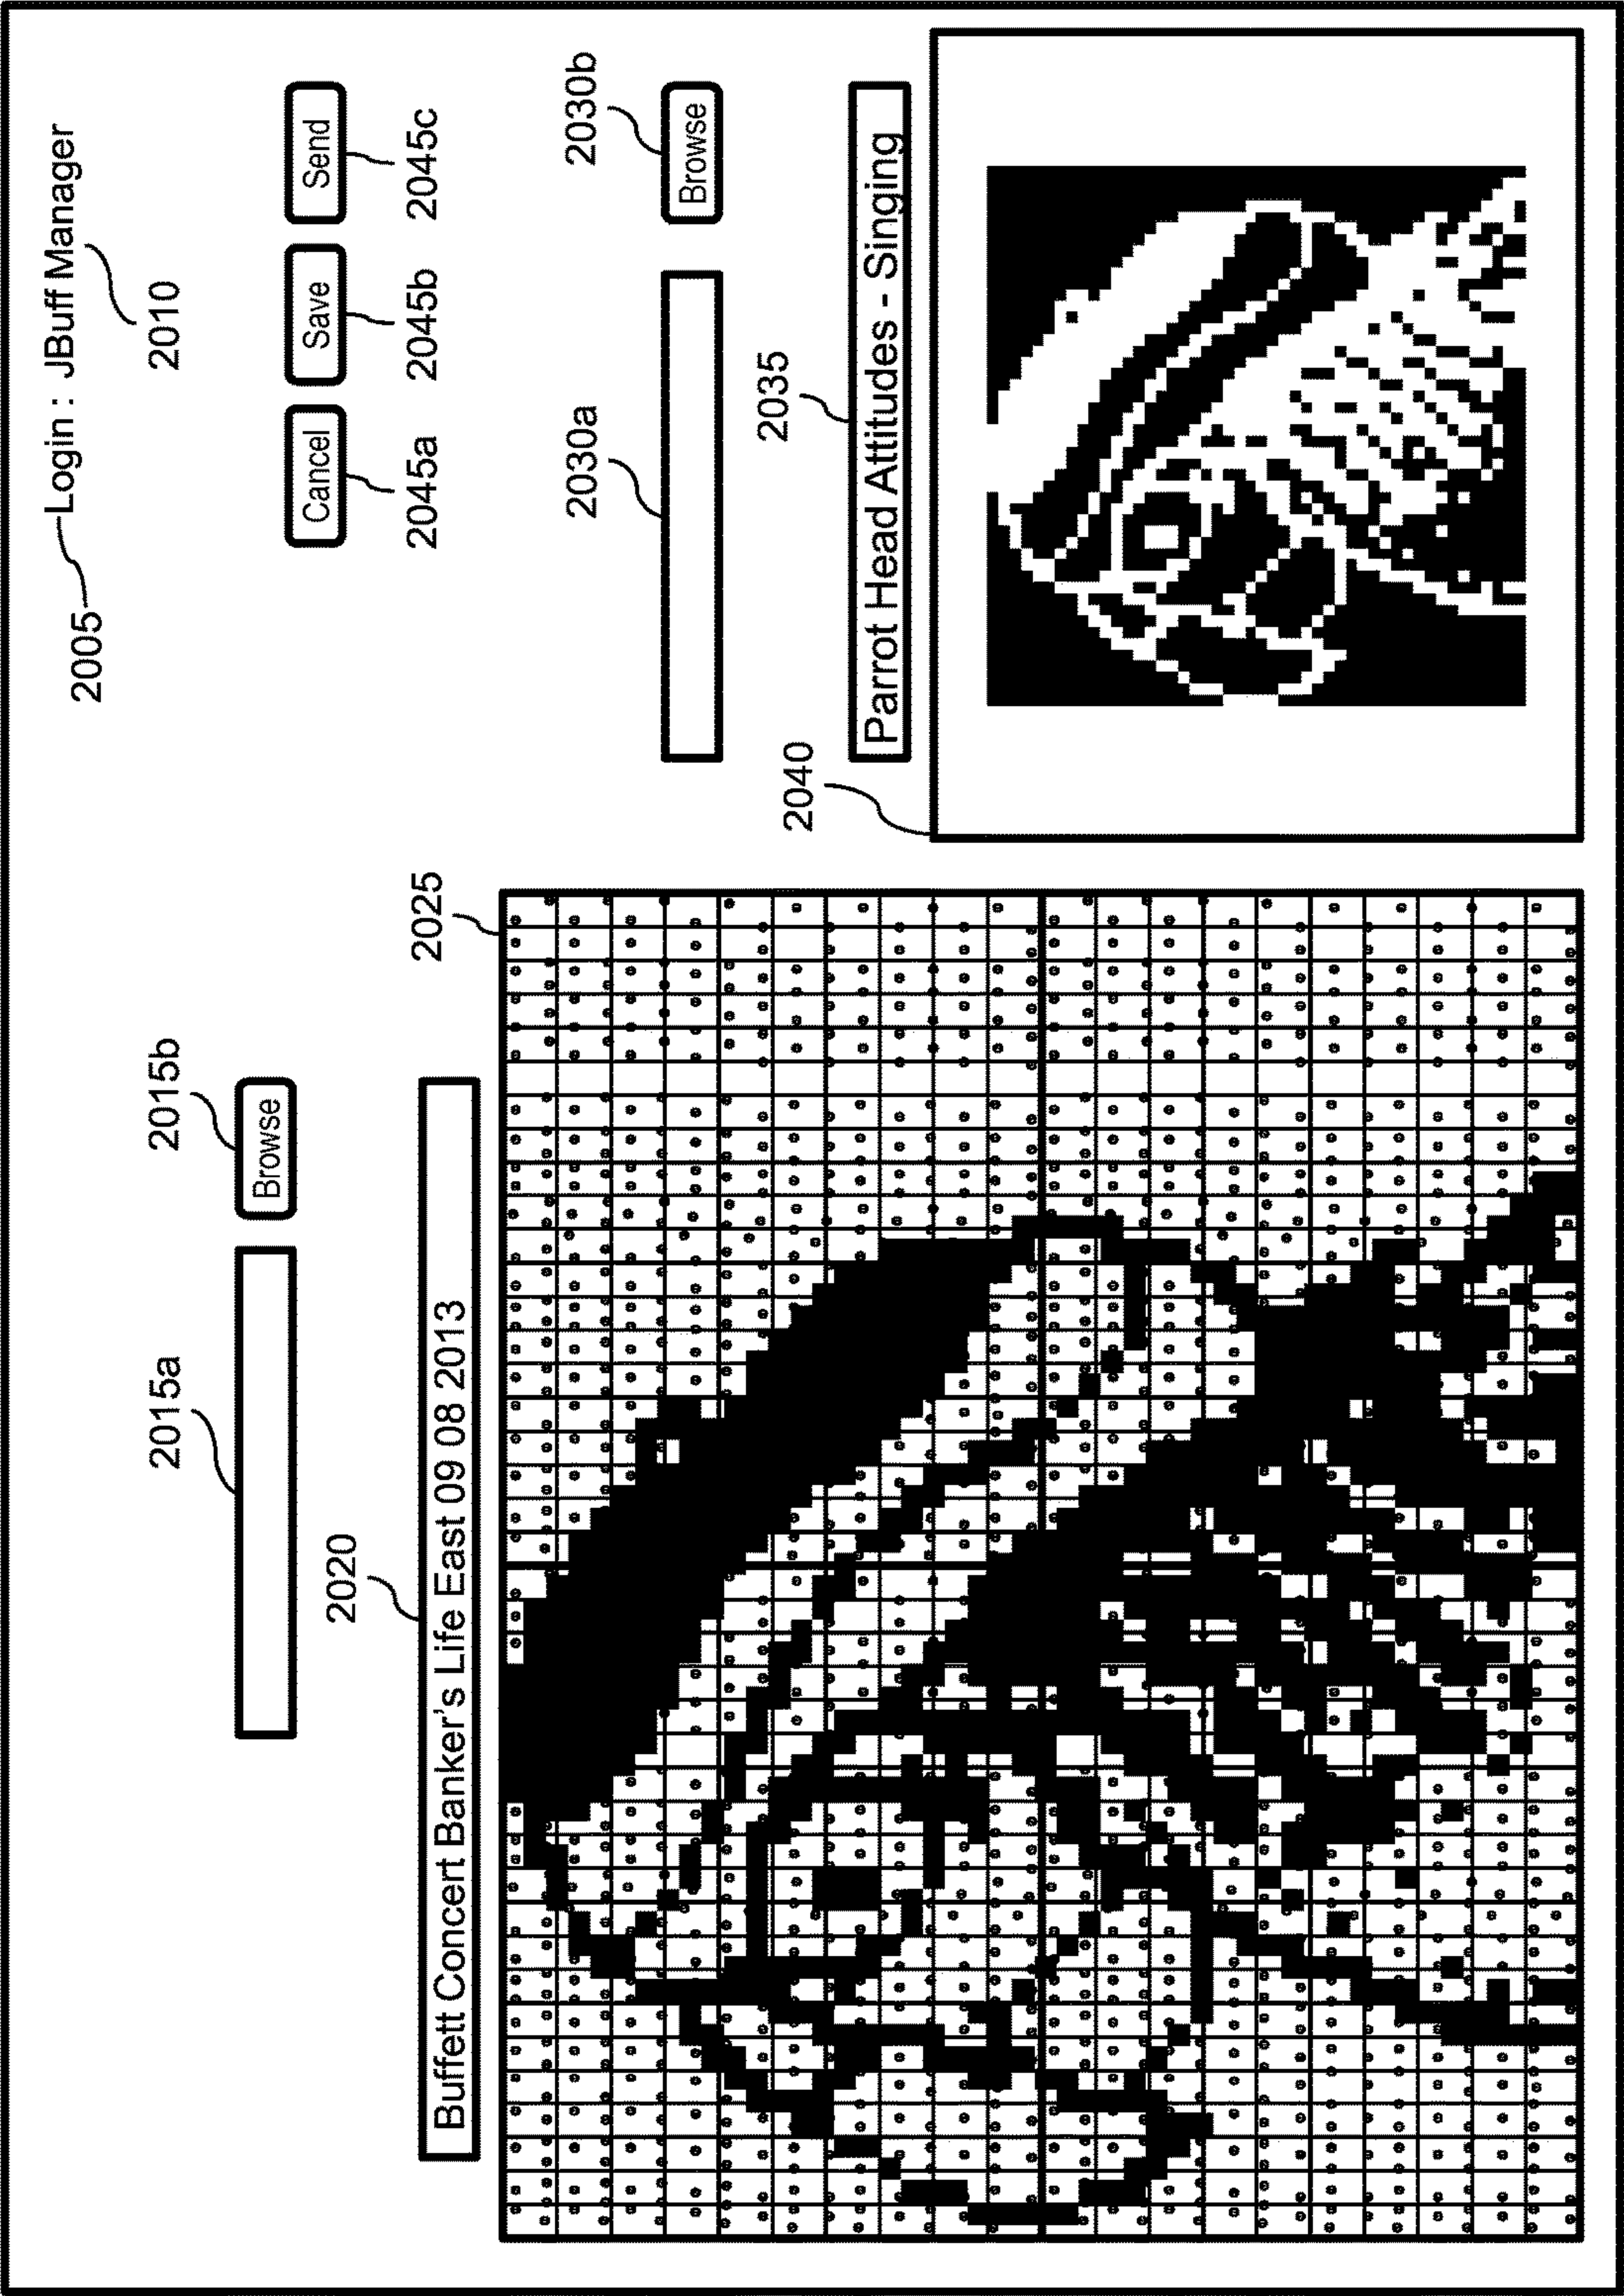 2005
Login : JBuff Manager
2010
2015a
2015b
Browse
Cancel
Save
Send
2045a
2045b
2045c
2020
2025
Buffett Concert Banker's Life East 09 08 2013
2030a
2030b
Browse
2035
2040
Parrot Head Attitudes - Singing